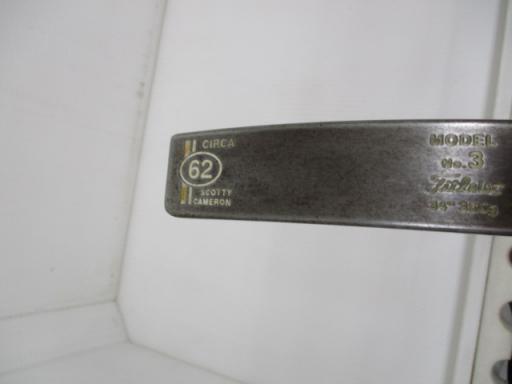 CIRCA
62
SCOTTY
CAMERON
MODEL
No.3
Titleist